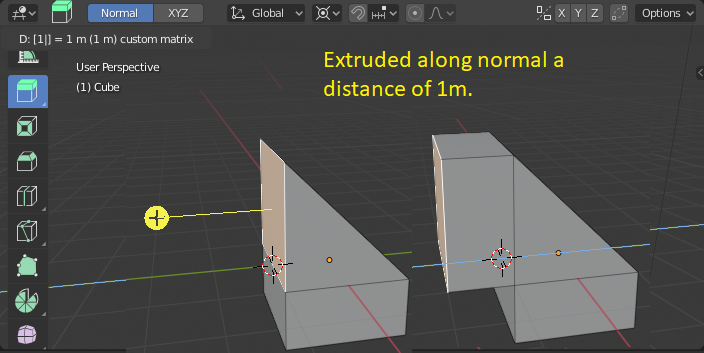 Normal XYZ Global X Y Z Options
D: [1|] = 1 m (1 m) custom matrix
User Perspective
(1) Cube
Extruded along normal a
distance of 1m.